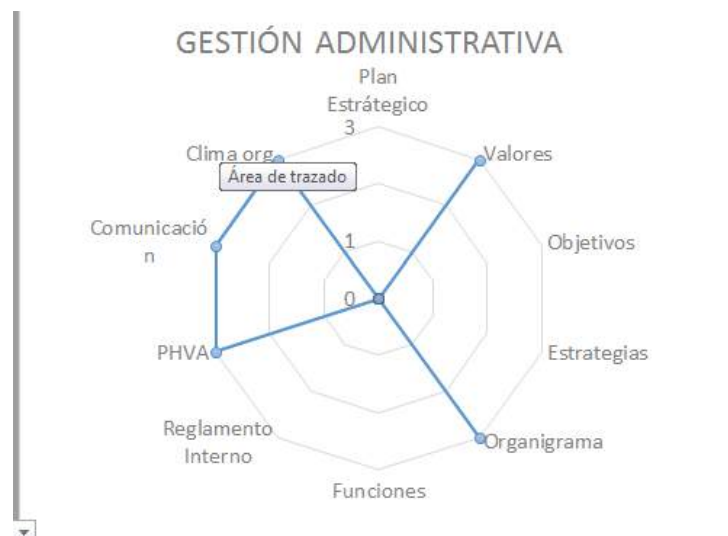 GESTIÓN ADMINISTRATIVA
Plan
Estrátegico
3
Clima org
Valores
Área de trazado
Comunicació
n
1
Objetivos
0
PHVA
Estrategias
Reglamento
Interno
Organigrama
Funciones